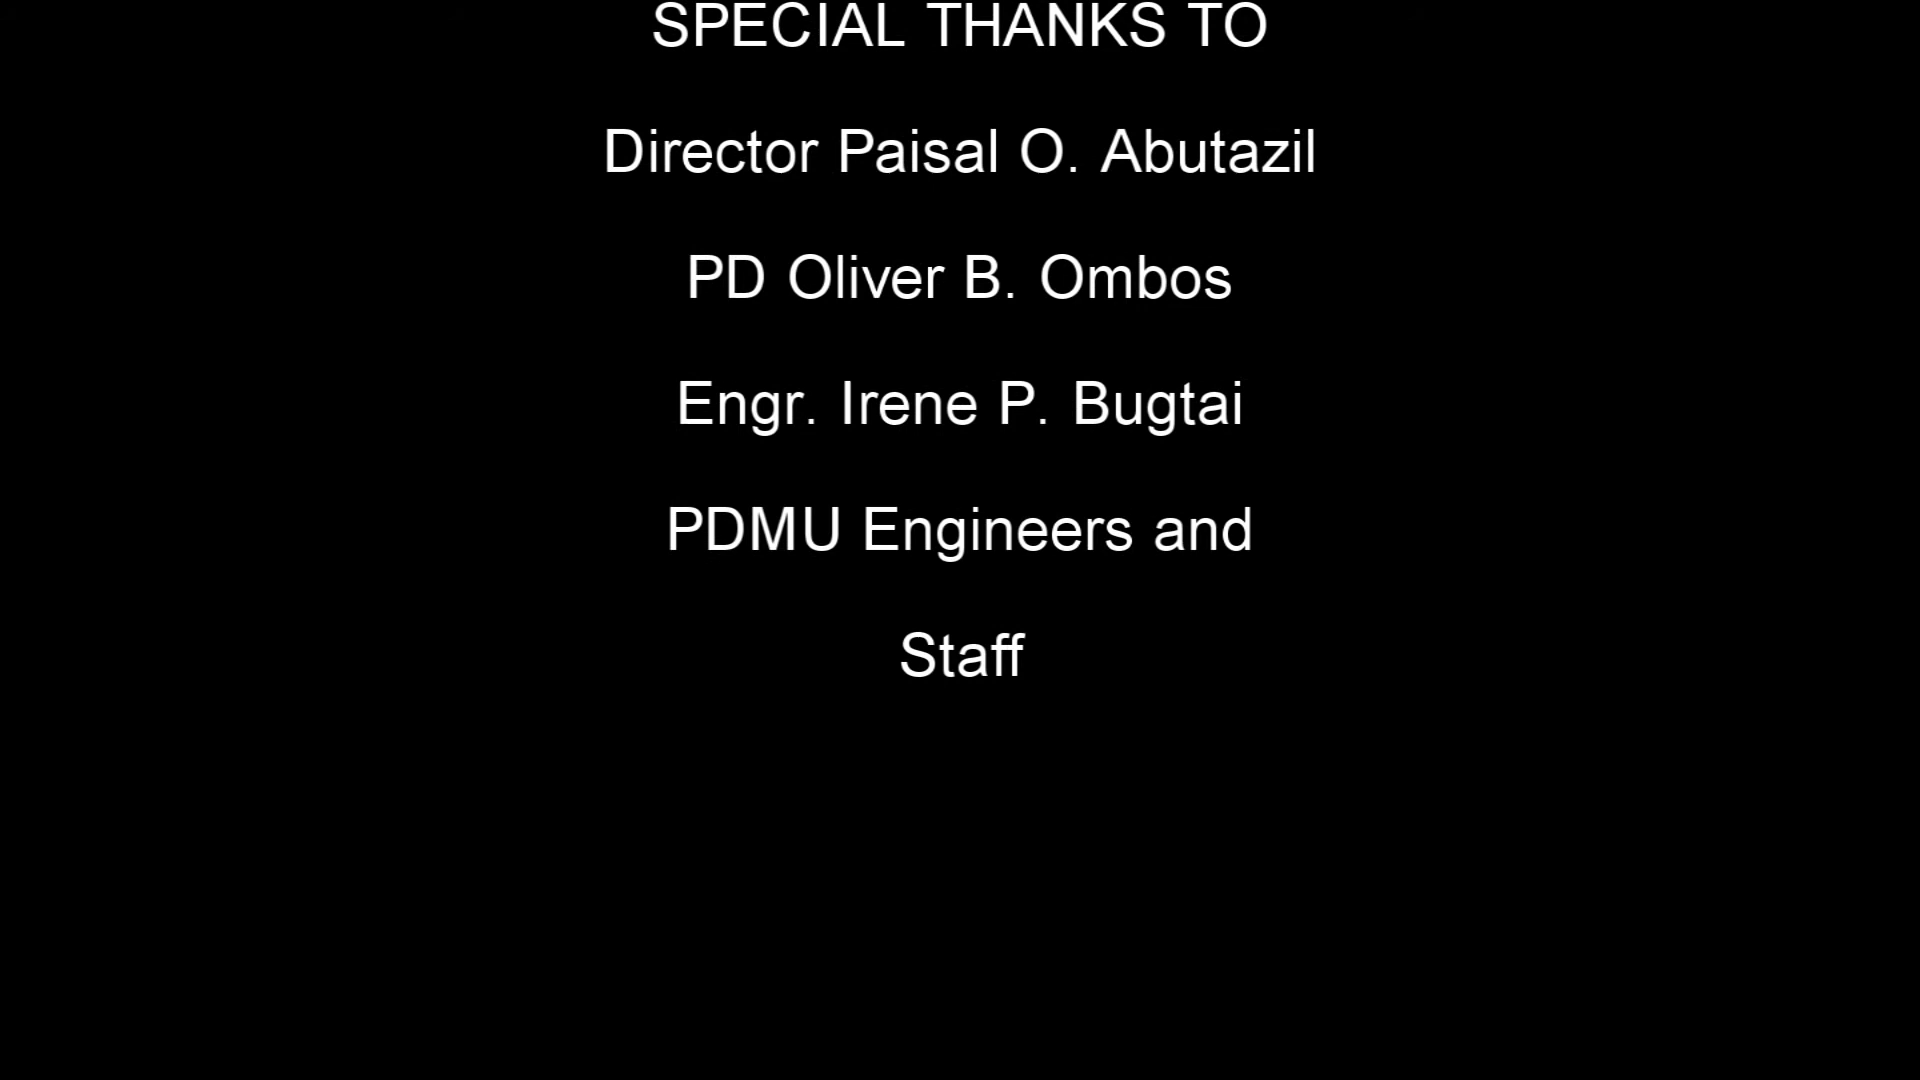 SPECIAL THANKS TO
Director Paisal O. Abutazil
PD Oliver B. Ombos
Engr. Irene P. Bugtai
PDMU Engineers and
Staff